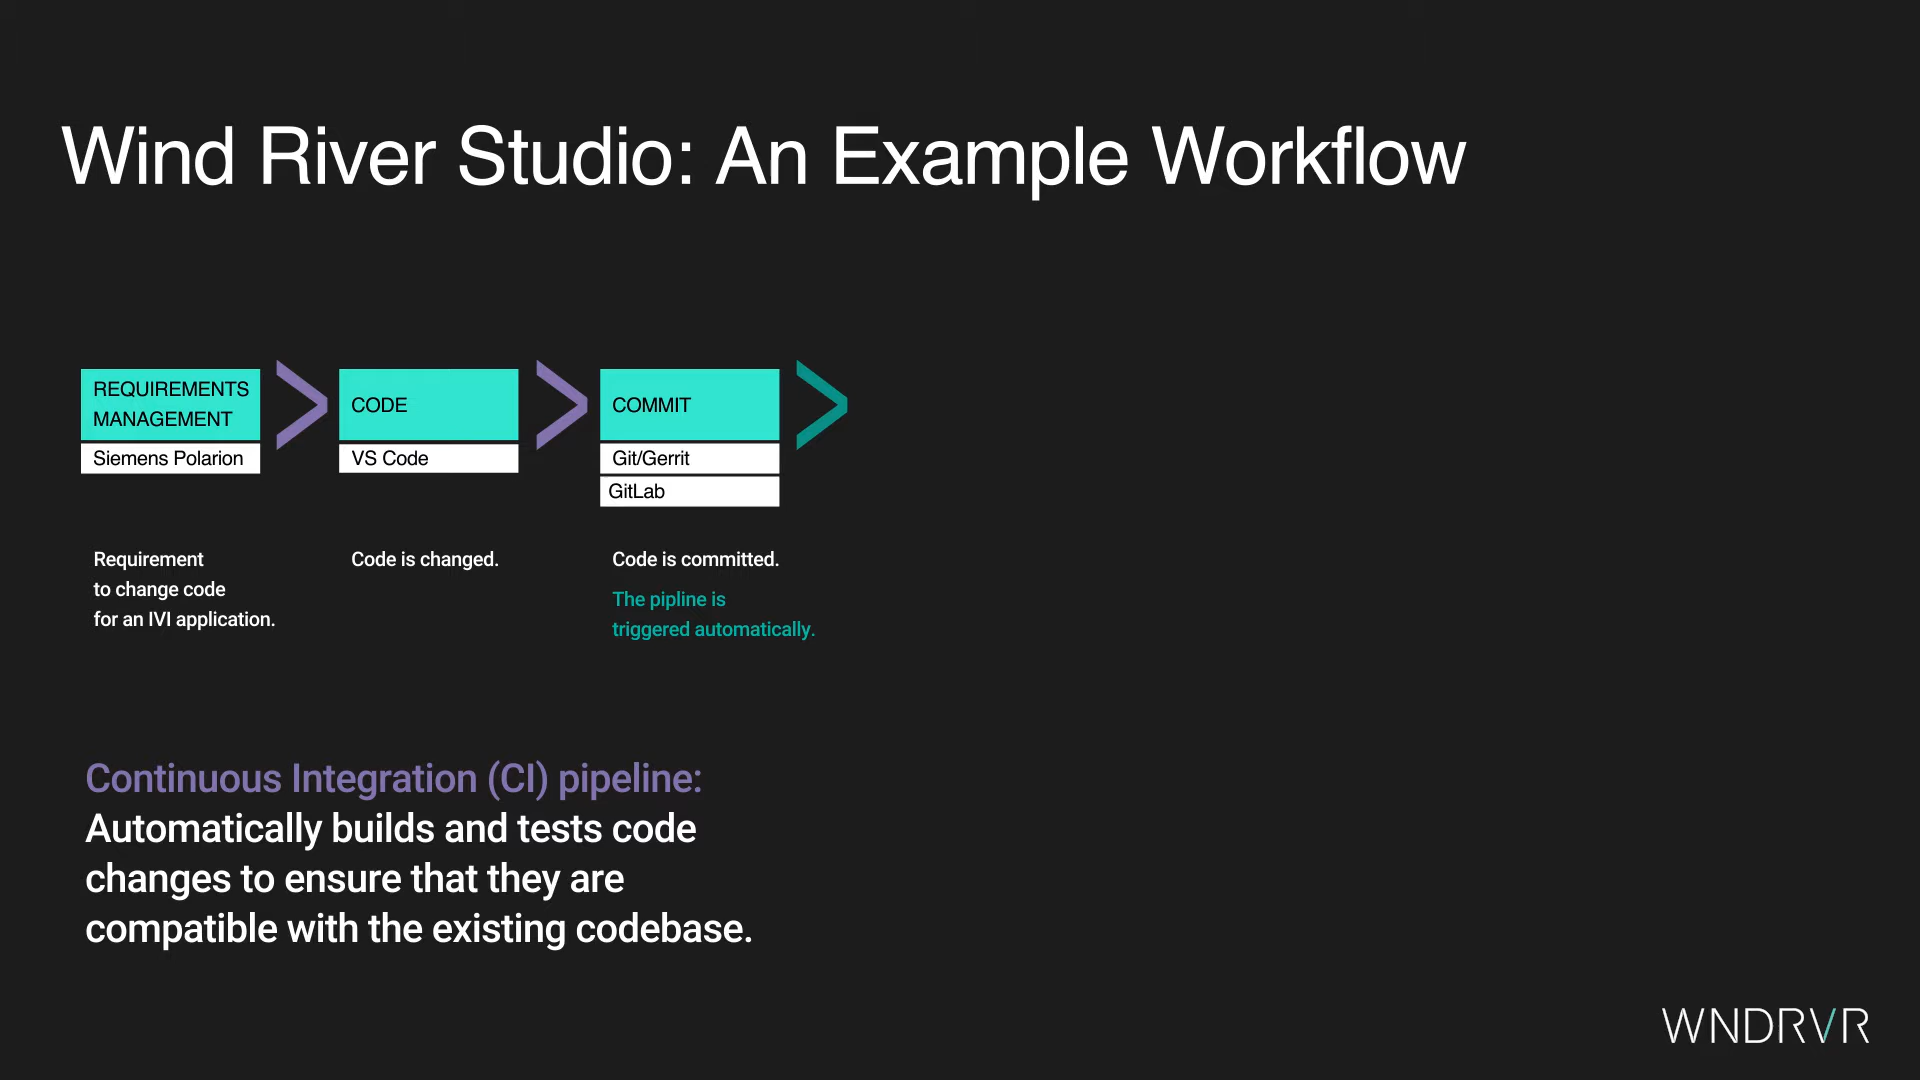 Wind River Studio: An Example Workflow
REQUIREMENTS
MANAGEMENT
Siemens Polarion
CODE
VS Code
COMMIT
Git/Gerrit
GitLab
Requirement
to change code
for an IVI application.
Code is changed.
Code is committed.
The pipline is
triggered automatically.
Continuous Integration (CI) pipeline:
Automatically builds and tests code
changes to ensure that they are
compatible with the existing codebase.
WNDRVR